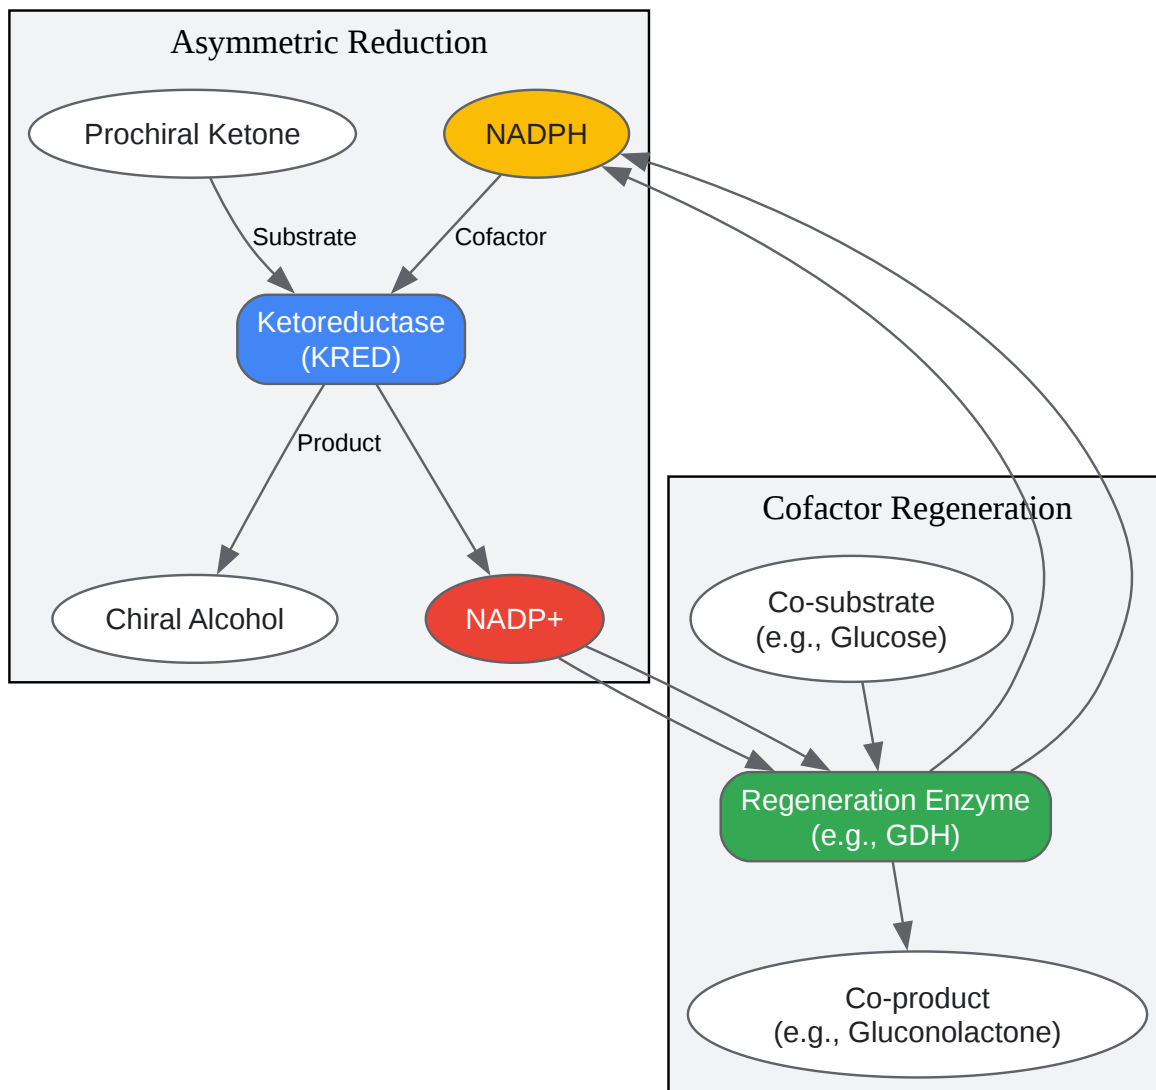 Asymmetric Reduction
Prochiral Ketone
NADPH
Substrate
Cofactor
Ketoreductase
(KRED)
Product
Chiral Alcohol
NADP+
Cofactor Regeneration
Co-substrate
(e.g., Glucose)
Regeneration Enzyme
(e.g., GDH)
Co-product
(e.g., Gluconolactone)